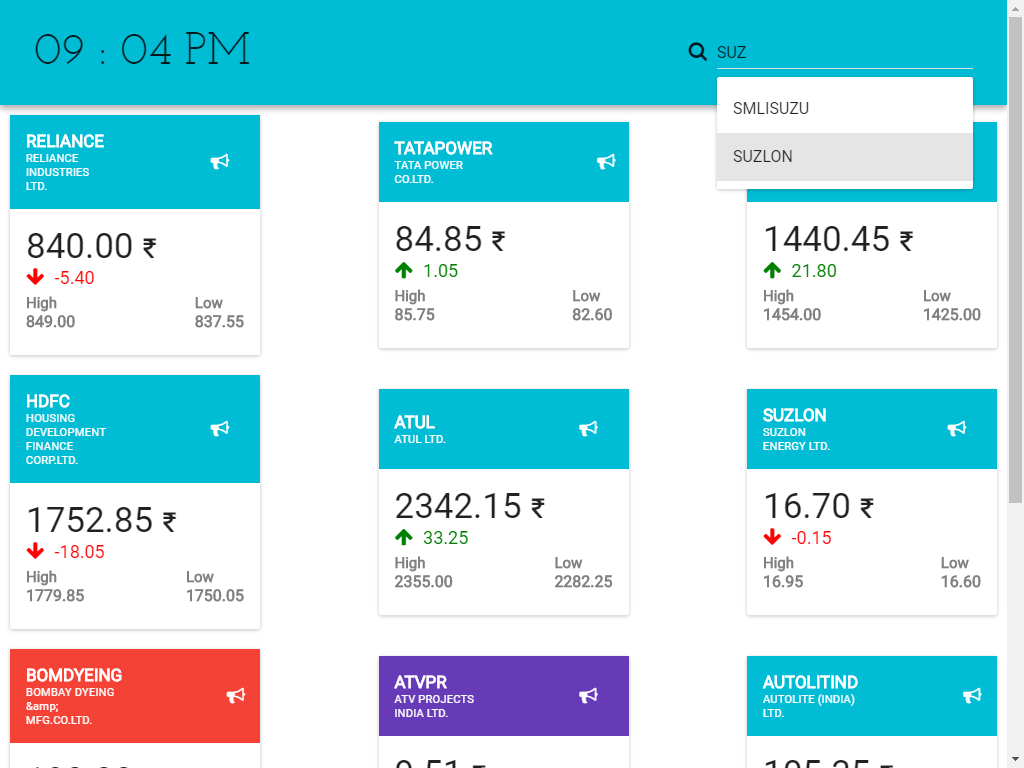 09 : 04 PM
SUZ
SMLISUZU
SUZLON
RELIANCE
RELIANCE
INDUSTRIES
LTD.
840.00 ₹
-5.40
High Low
849.00 837.55
TATAPOWER
TATA POWER
CO.LTD.
84.85 ₹
1.05
High Low
85.75 82.60
1440.45 ₹
21.80
High Low
1454.00 1425.00
HDFC
HOUSING
DEVELOPMENT
FINANCE
CORP.LTD.
1752.85 ₹
-18.05
High Low
1779.85 1750.05
ATUL
ATUL LTD.
2342.15 ₹
33.25
High Low
2355.00 2282.25
SUZLON
SUZLON
ENERGY LTD.
16.70 ₹
-0.15
High Low
16.95 16.60
BOMDYEING
BOMBAY DYEING
&amp;
MFG.CO.LTD.
ATVPR
ATV PROJECTS
INDIA LTD.
AUTOLITIND
AUTOLITE (INDIA)
LTD.